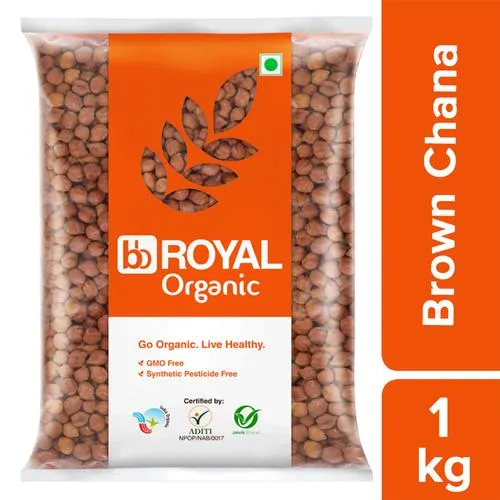 bb ROYAL
Organic
Go Organic. Live Healthy.
GMO Free
Synthetic Pesticide Free
Certified by:
ADITI
NPOP/NAB/0017
Jaivik Bharat
Brown Chana
1
kg